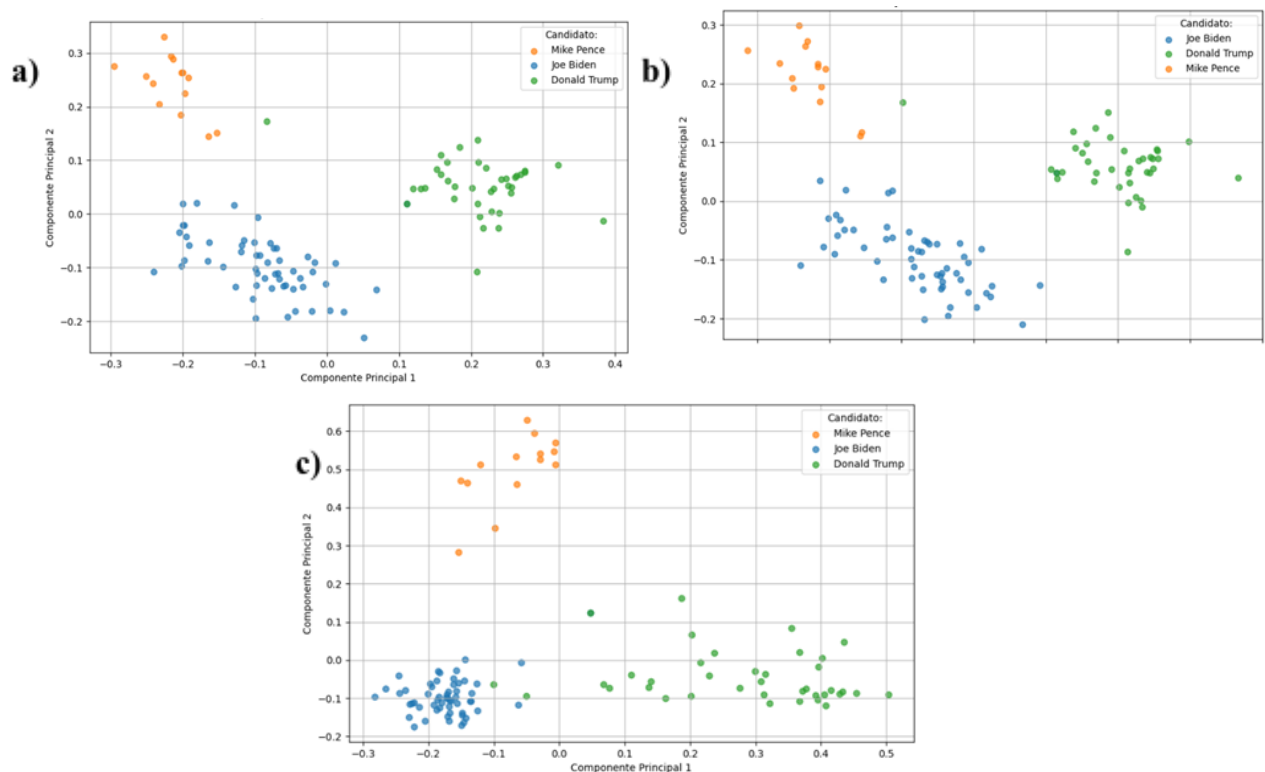 a)
Candidato:
Mike Pence
Joe Biden
Donald Trump
0.3
0.2
0.1
0.0
−0.1
−0.2
Componente Principal 2
−0.3 −0.2 −0.1 0.0 0.1 0.2 0.3 0.4
Componente Principal 1
b)
Candidato:
Joe Biden
Donald Trump
Mike Pence
0.3
0.2
0.1
0.0
−0.1
−0.2
Componente Principal 2
c)
Candidato:
Mike Pence
Joe Biden
Donald Trump
0.6
0.5
0.4
0.3
0.2
0.1
0.0
−0.1
−0.2
Componente Principal 2
−0.3 −0.2 −0.1 0.0 0.1 0.2 0.3 0.4 0.5
Componente Principal 1